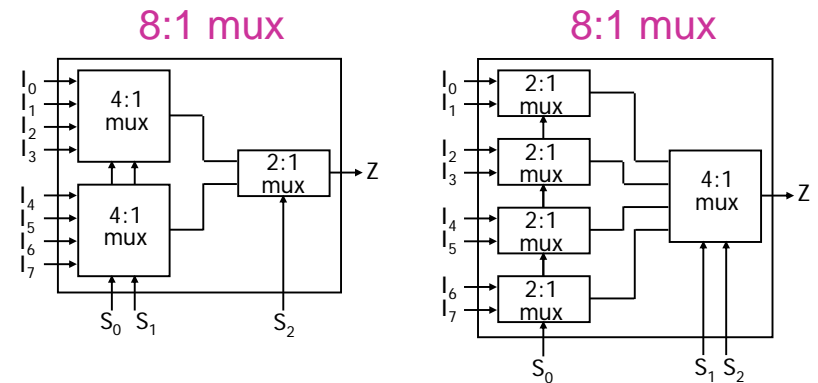 8:1 mux
I0
I1
I2
I3
4:1
mux
I4
I5
I6
I7
4:1
mux
2:1
mux
Z
S0 S1
S2
8:1 mux
I0
I1
2:1
mux
I2
I3
2:1
mux
I4
I5
2:1
mux
I6
I7
2:1
mux
4:1
mux
Z
S0
S1 S2